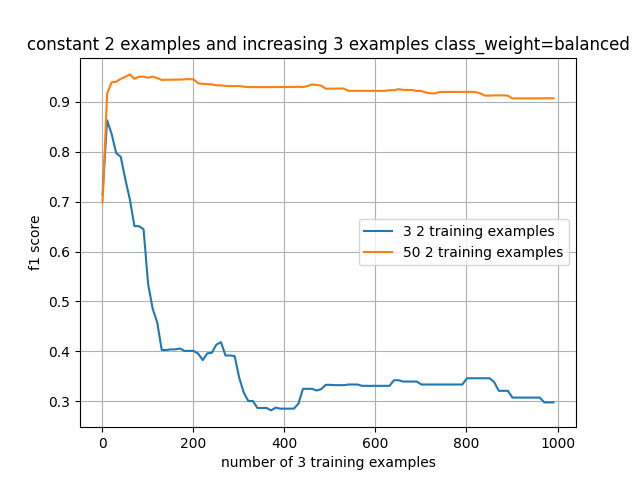 constant 2 examples and increasing 3 examples class_weight=balanced
0.9
0.8
0.7
0.6
0.5
0.4
0.3
f1 score
3 2 training examples
50 2 training examples
0 200 400 600 800 1000
number of 3 training examples